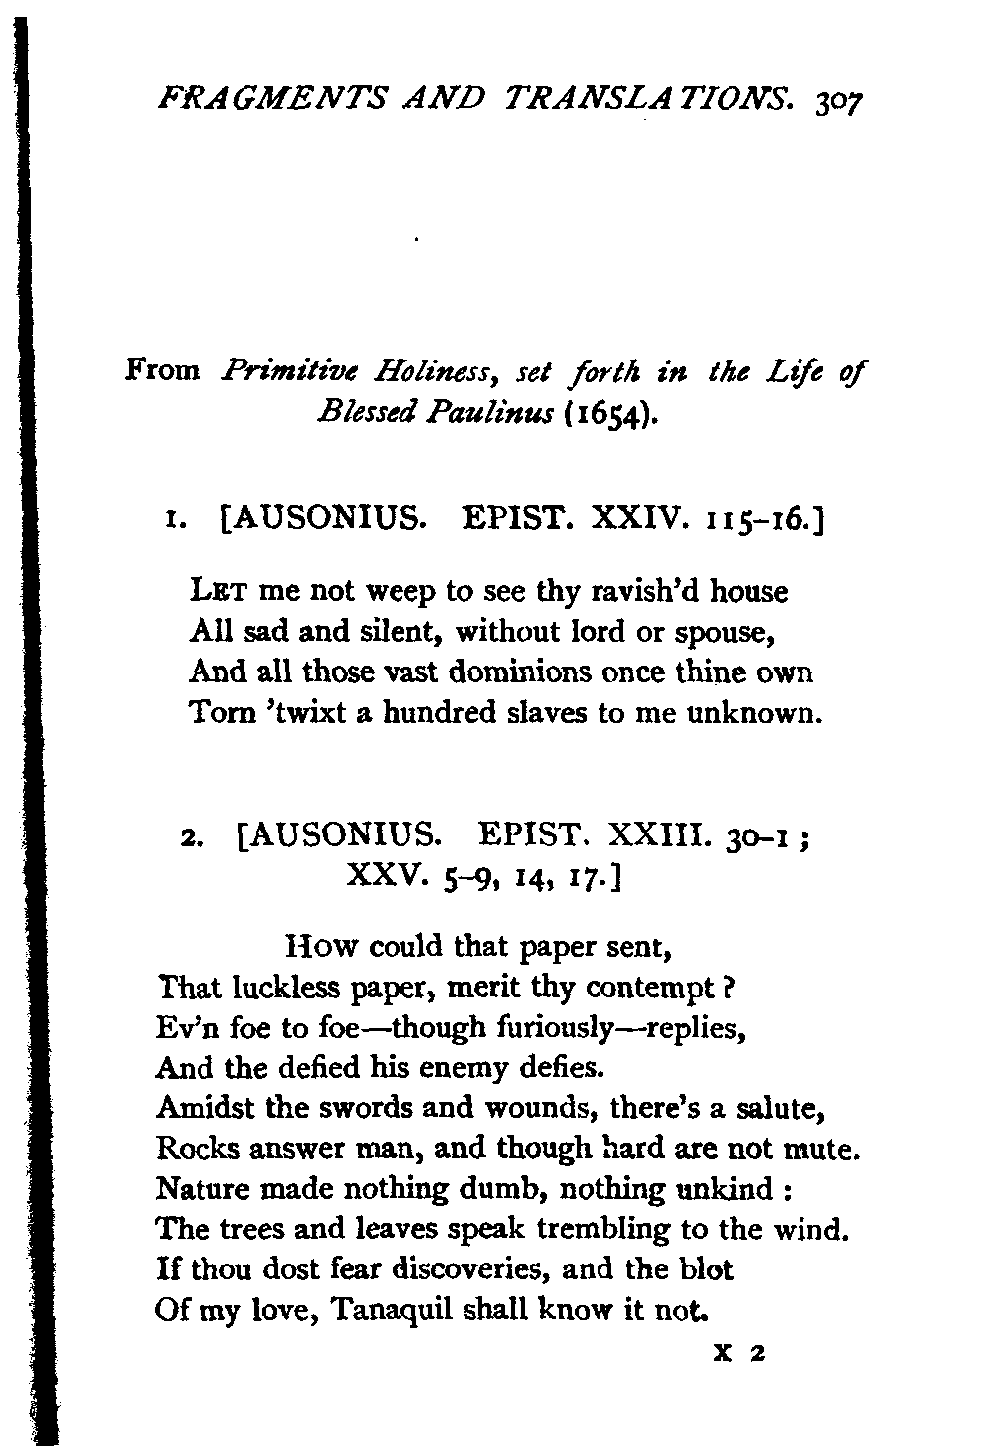 FRAGMENTS AND TRANSLATIONS. 307
From Primitive Holiness, set forth in the Life of
Blessed Paulinus (1654).
1. [AUSONIUS. EPIST. XXIV. 115–16.]
LET me not weep to see thy ravish’d house
All sad and silent, without lord or spouse,
And all those vast dominions once thine own
Torn ’twixt a hundred slaves to me unknown.
2. [AUSONIUS. EPIST. XXIII. 30–1 ;
XXV. 5–9, 14, 17.]
HOW could that paper sent,
That luckless paper, merit thy contempt ?
Ev’n foe to foe—though furiously—replies,
And the defied his enemy defies.
Amidst the swords and wounds, there’s a salute,
Rocks answer man, and though hard are not mute.
Nature made nothing dumb, nothing unkind :
The trees and leaves speak trembling to the wind.
If thou dost fear discoveries, and the blot
Of my love, Tanaquil shall know it not.
X 2